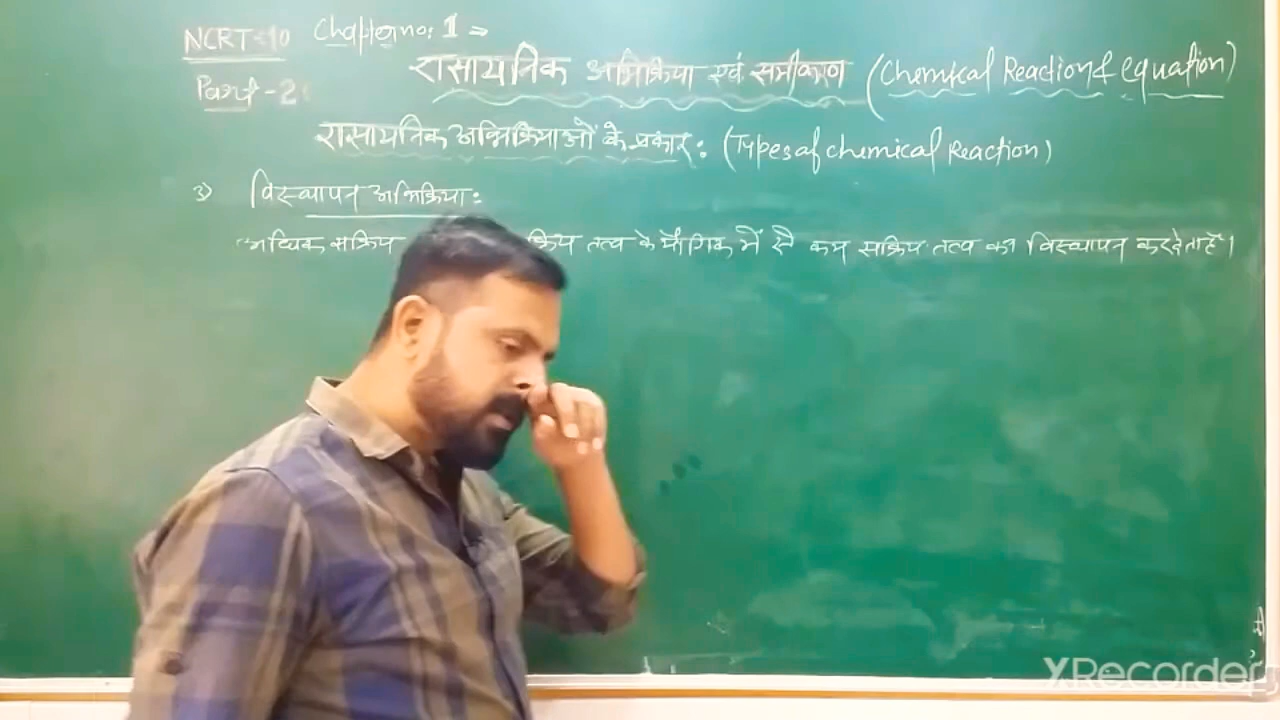 NCRT-10 Chapter no: 1 ⇒
Part-2
रासायनिक अभिक्रिया एवं समीकरण (Chemical Reaction & equation)
रासायनिक अभिक्रियाओं के प्रकार: (Types of chemical Reaction)
3) विस्थापन अभिक्रिया:
अधिक सक्रिय तत्व के यौगिक में से कम सक्रिय तत्व का विस्थापन कर देता है।
XRecorder